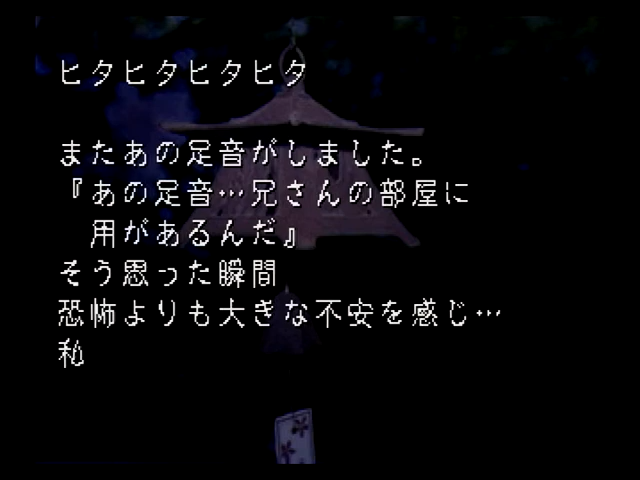 ヒタヒタヒタヒタ
またあの足音がしました。
『あの足音…兄さんの部屋に
用があるんだ』
そう思った瞬間
恐怖よりも大きな不安を感じ…
私